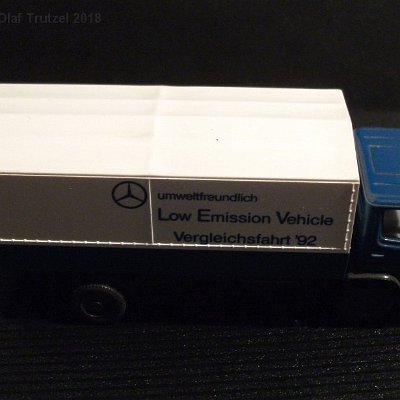 Olaf Trutzel 2018
umweltfreundlich
Low Emission Vehicle
Vergleichsfahrt '92